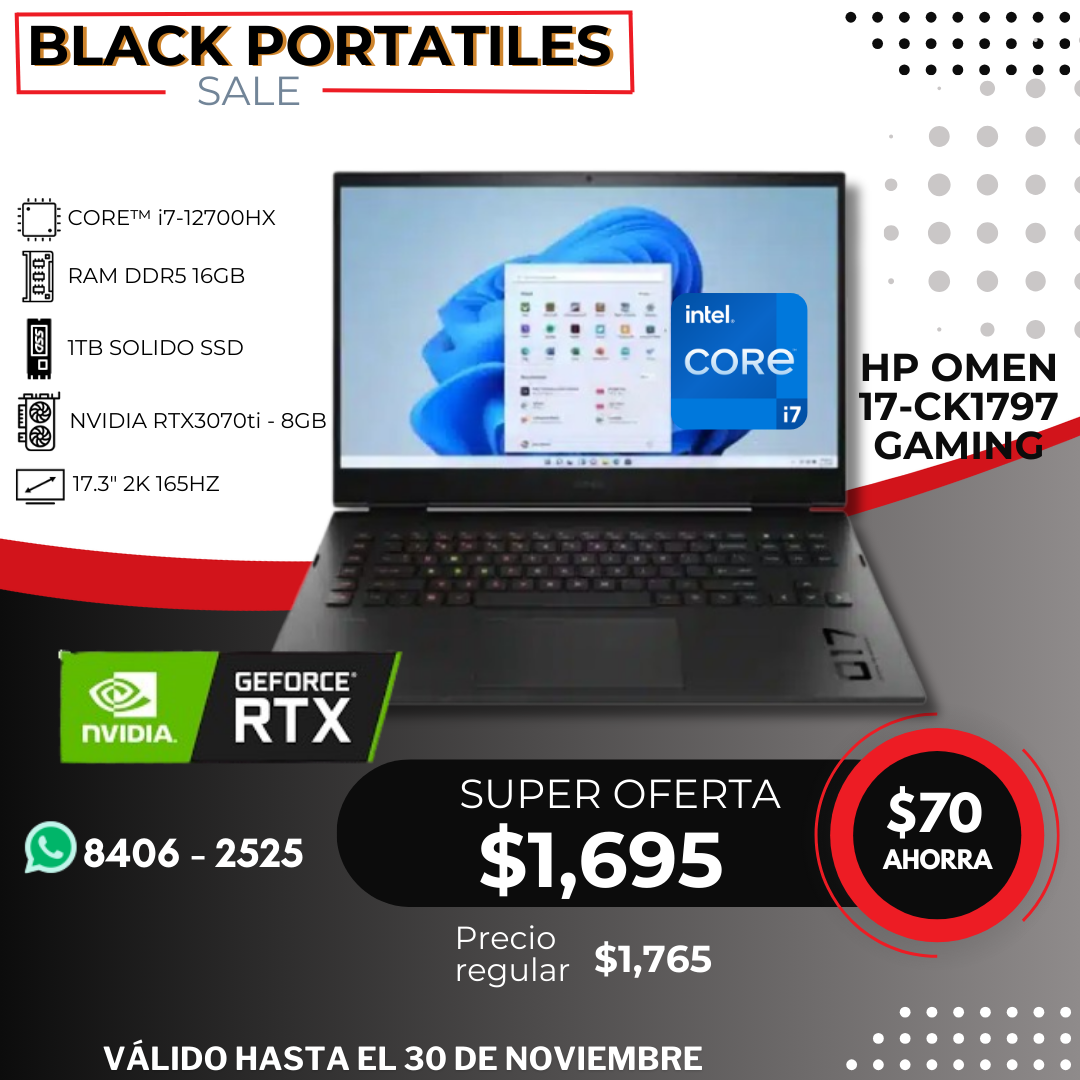 BLACK PORTATILES
SALE
CORE™ i7-12700HX
RAM DDR5 16GB
1TB SOLIDO SSD
NVIDIA RTX3070ti - 8GB
17.3" 2K 165HZ
intel.
CORe™
i7
HP OMEN
17-CK1797
GAMING
17
NVIDIA.
GEFORCE®
RTX
SUPER OFERTA
$1,695
$70
AHORRA
8406 - 2525
Precio
regular
$1,765
VÁLIDO HASTA EL 30 DE NOVIEMBRE